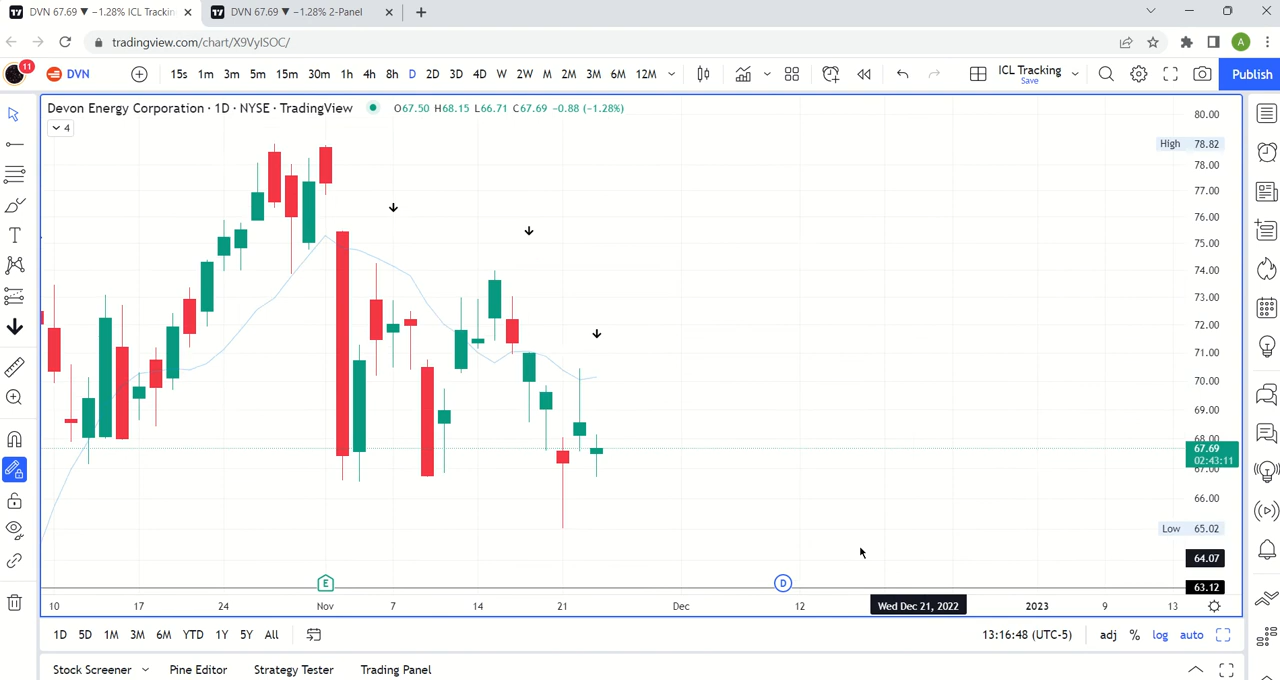 DVN 67.69 ▼ −1.28% ICL Trackin
DVN 67.69 ▼ −1.28% 2-Panel
tradingview.com/chart/X9VyISOC/
A
11 DVN 15s 1m 3m 5m 15m 30m 1h 4h 8h D 2D 3D 4D W 2W M 2M 3M 6M 12M ICL Tracking Save Publish
Devon Energy Corporation · 1D · NYSE · TradingView O67.50 H68.15 L66.71 C67.69 −0.88 (−1.28%)
4
80.00
High 78.82
78.00
77.00
76.00
75.00
74.00
73.00
72.00
71.00
70.00
69.00
68.00
67.69
02:43:11
67.00
66.00
Low 65.02
64.07
63.12
E D
10 17 24 Nov 7 14 21 Dec 12 Wed Dec 21, 2022 2023 9 13
1D 5D 1M 3M 6M YTD 1Y 5Y All 13:16:48 (UTC-5) adj % log auto
Stock Screener Pine Editor Strategy Tester Trading Panel